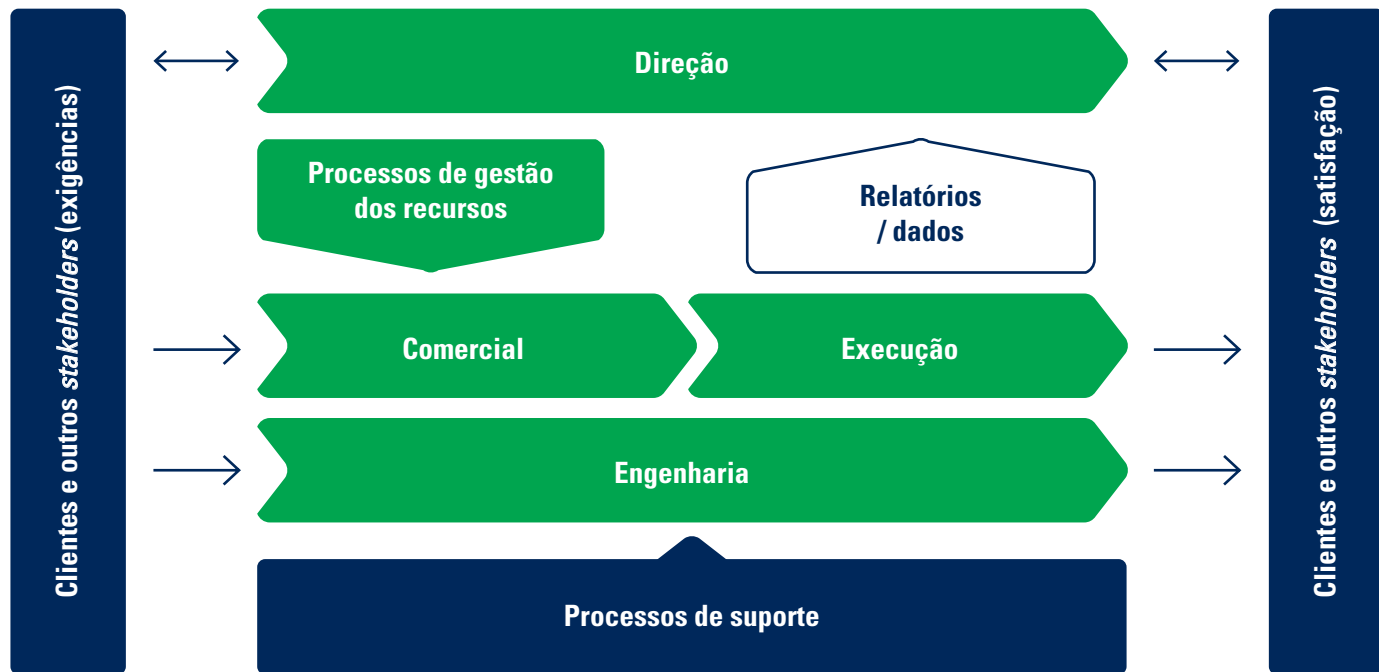 Clientes e outros stakeholders (exigências)
Direção
Processos de gestão
dos recursos
Relatórios
/ dados
Comercial
Execução
Engenharia
Processos de suporte
Clientes e outros stakeholders (satisfação)